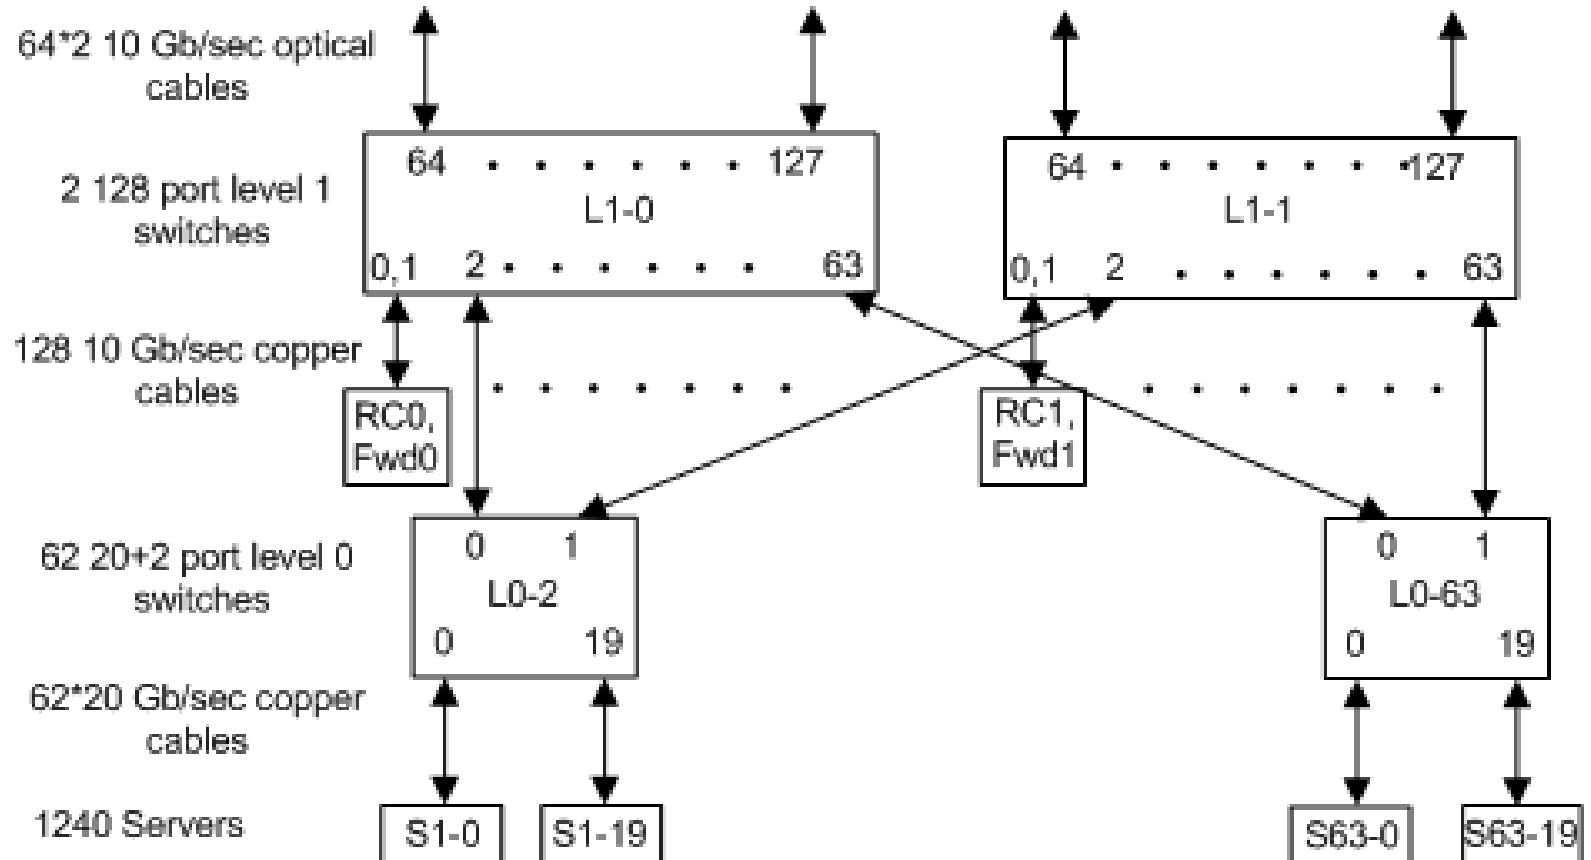 64*2 10 Gb/sec optical
cables
64 . . . . . . 127
64 . . . . . . . 127
2 128 port level 1
switches
L1-0
L1-1
0,1 2 . . . . . . 63
0,1 2 . . . . . . 63
128 10 Gb/sec copper
cables
. . . . . . .
. . . . . . .
RC0,
Fwd0
RC1,
Fwd1
62 20+2 port level 0
switches
0 1
L0-2
0 19
0 1
L0-63
0 19
62*20 Gb/sec copper
cables
1240 Servers
S1-0
S1-19
S63-0
S63-19